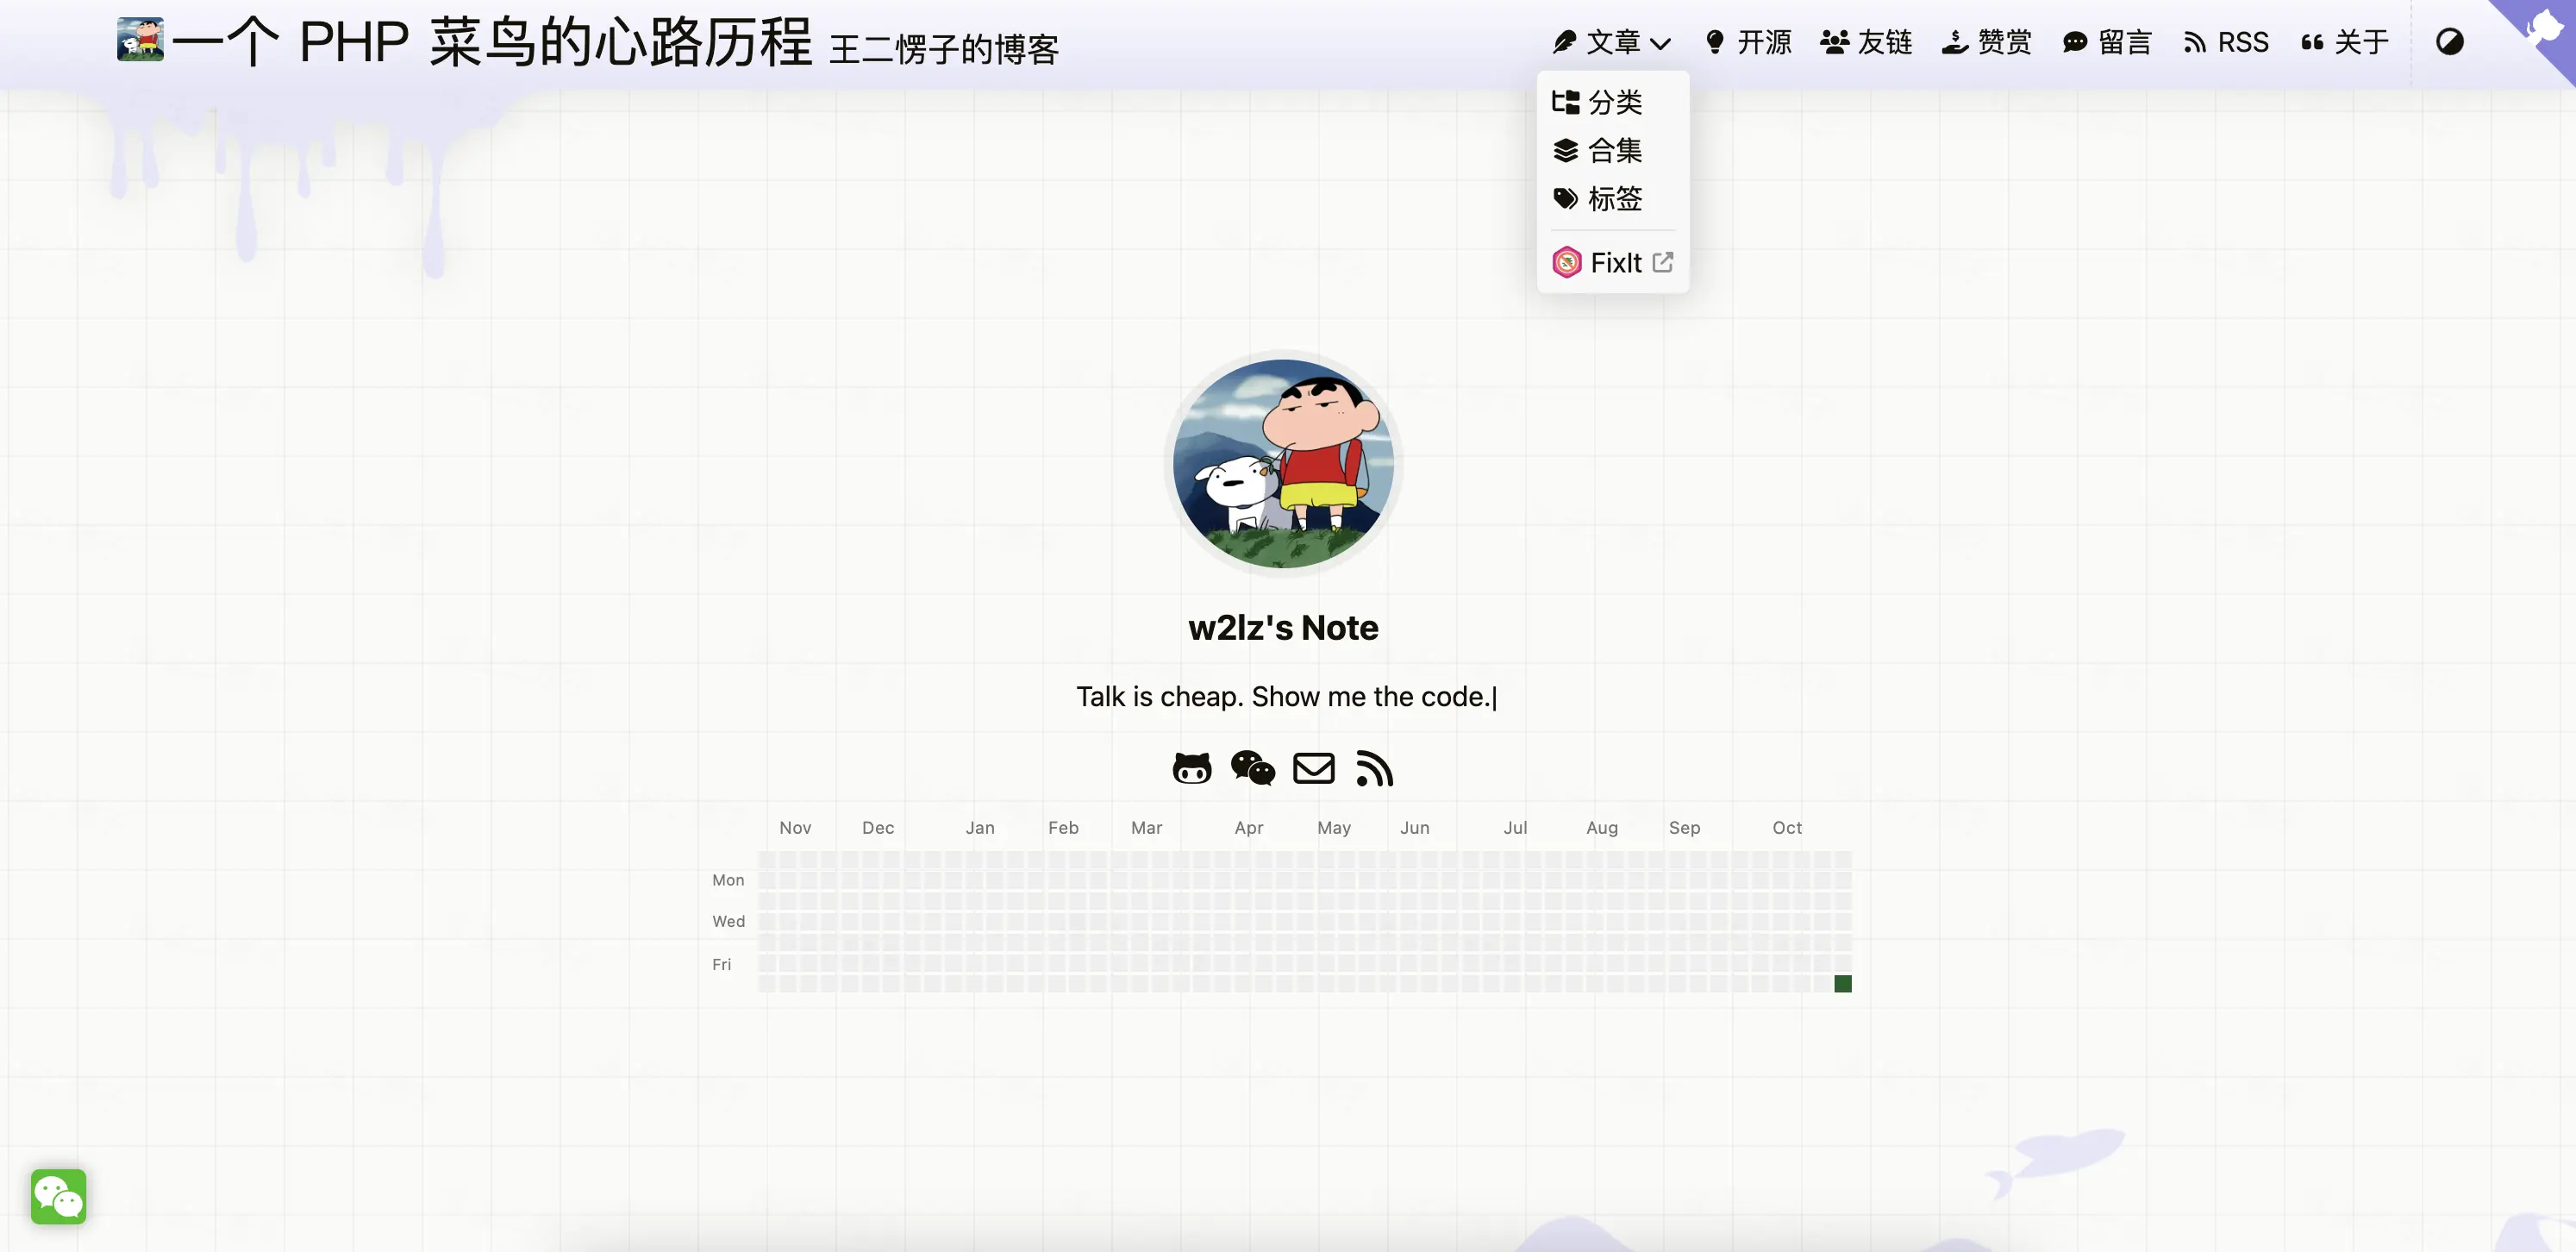 一个 PHP 菜鸟的心路历程 王二愣子的博客
文章 开源 友链 赞赏 留言 RSS 关于
分类
合集
标签
FixIt
w2lz's Note
Talk is cheap. Show me the code.|
Nov Dec Jan Feb Mar Apr May Jun Jul Aug Sep Oct
Mon
Wed
Fri